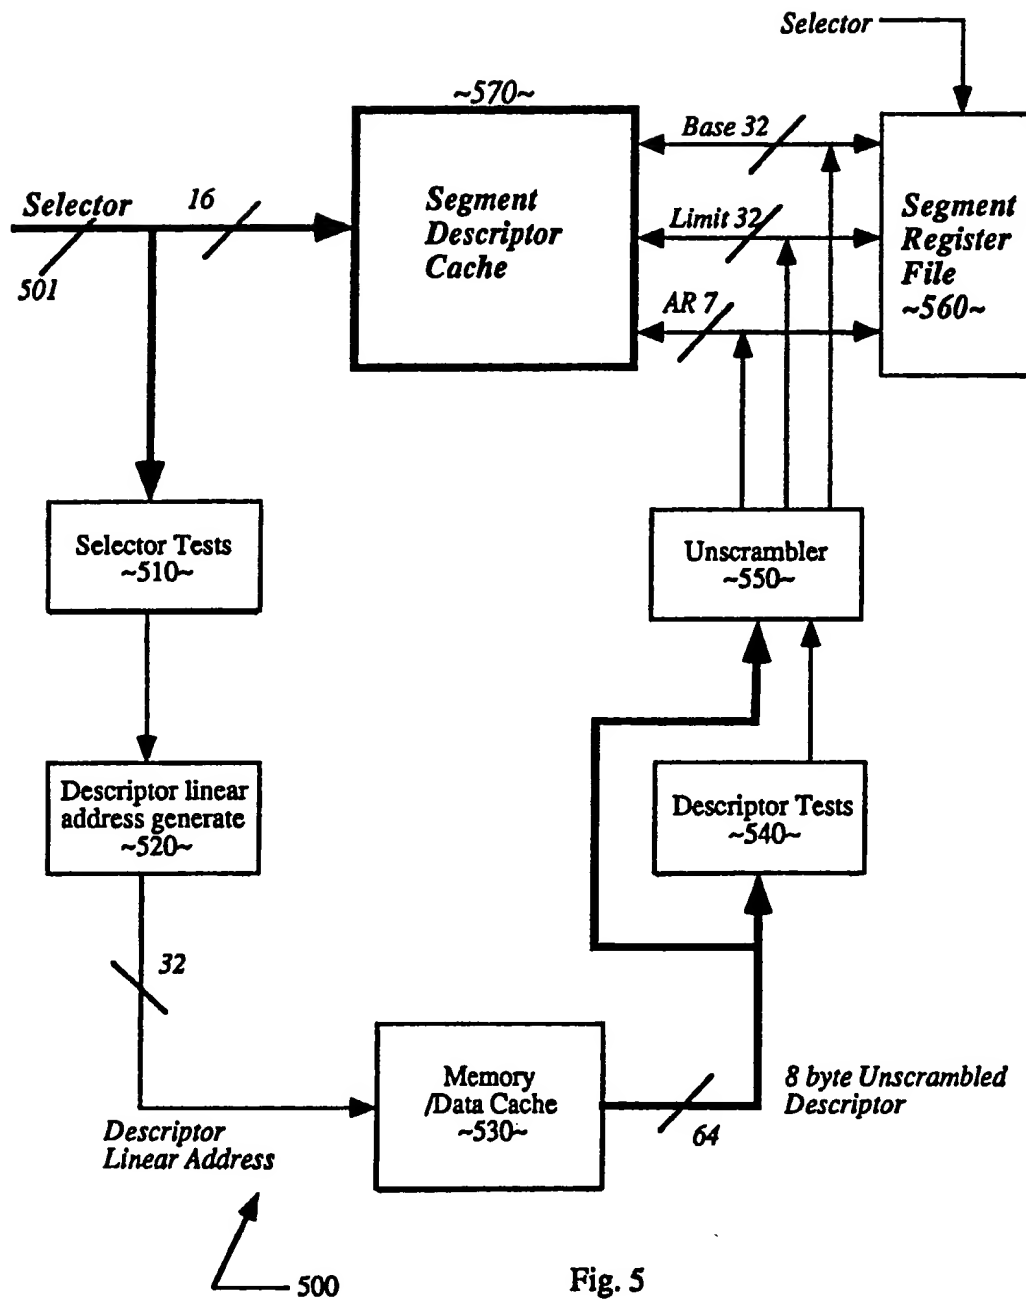 Selector
~570~
Base 32
Selector
16
Segment
Descriptor
Cache
Limit 32
Segment
Register
File
~560~
501
AR 7
Selector Tests
~510~
Unscrambler
~550~
Descriptor linear
address generate
~520~
Descriptor Tests
~540~
32
Memory
/Data Cache
~530~
8 byte Unscrambled
Descriptor
64
Descriptor
Linear Address
500
Fig. 5